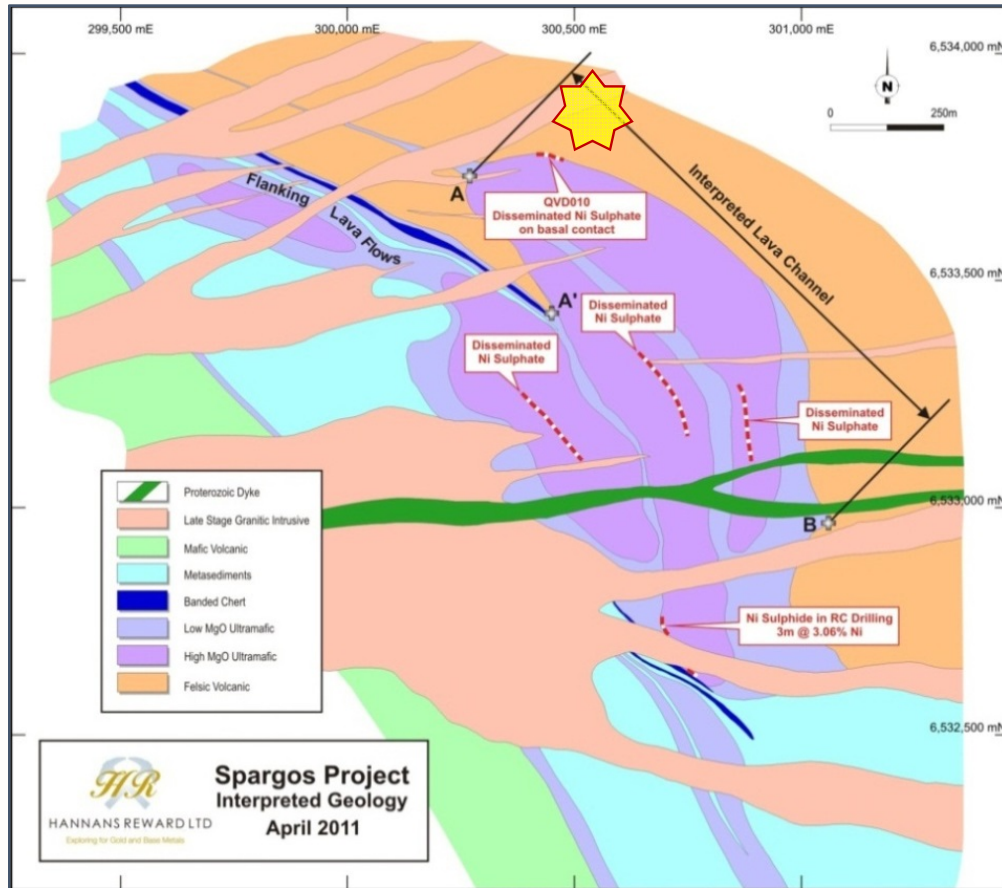 299,500 mE
300,000 mE
300,500 mE
301,000 mE
6,534,000 mN
N
0
250m
Interpreted Lava Channel
A
QVD010
Disseminated Ni Sulphate
on basal contact
Flanking
Lava Flows
6,533,500 mN
A'
Disseminated
Ni Sulphate
Disseminated
Ni Sulphate
Disseminated
Ni Sulphate
6,533,000 mN
B
Proterozoic Dyke
Late Stage Granitic Intrusive
Mafic Volcanic
Metasediments
Banded Chert
Low MgO Ultramafic
High MgO Ultramafic
Felsic Volcanic
Ni Sulphide in RC Drilling
3m @ 3.06% Ni
6,532,500 mN
HR
HANNANS REWARD LTD
Exploring for Gold and Base Metals
Spargos Project
Interpreted Geology
April 2011